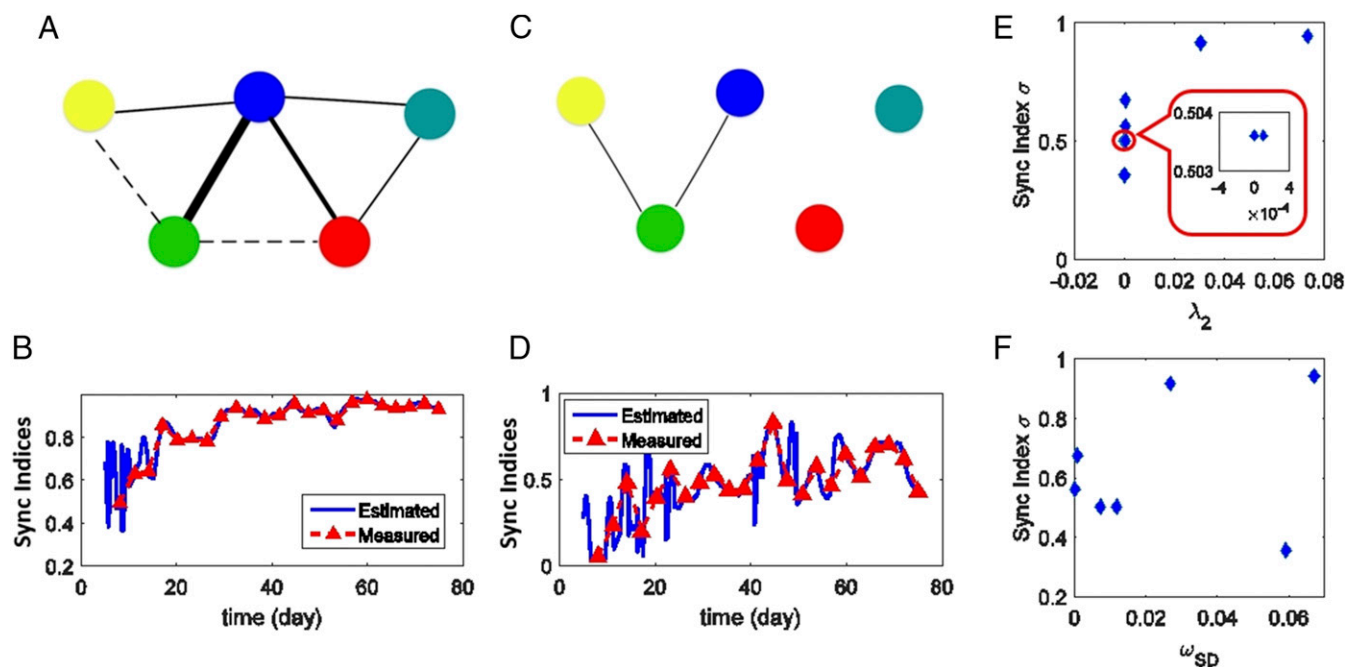 A
B
Sync Indices
0.8
0.6
0.4
0.2
Estimated
Measured
0 20 40 60 80
time (day)
C
D
Sync Indices
1
0.5
0
Estimated
Measured
0 20 40 60 80
time (day)
E
Sync Index σ
1
0.5
0
0.504
0.503
-4 0 4
×10⁻⁴
-0.02 0 0.02 0.04 0.06 0.08
λ₂
F
Sync Index σ
1
0.8
0.6
0.4
0.2
0 0.02 0.04 0.06
ω_SD